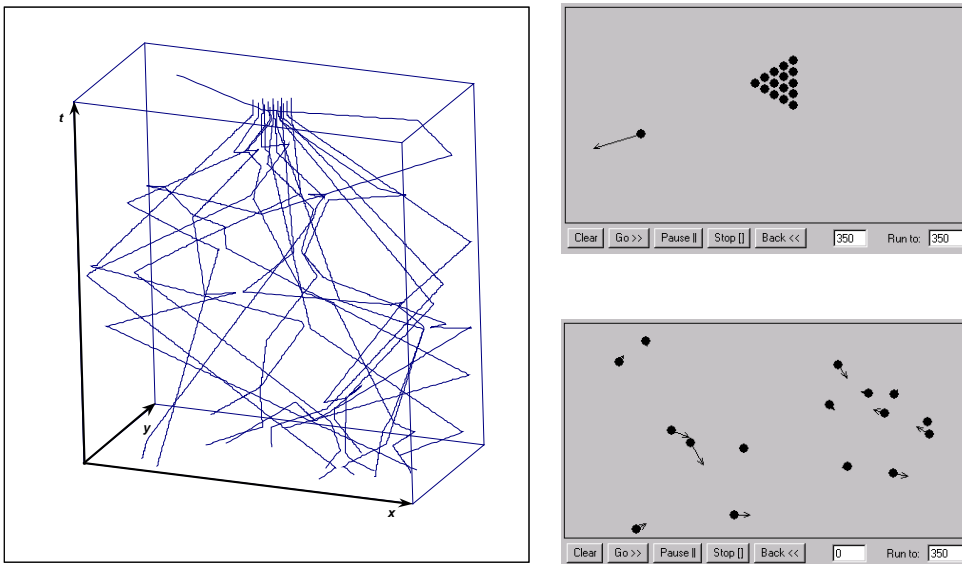 t
y
x
Clear Go >> Pause || Stop [] Back << 350 Run to: 350
Clear Go >> Pause || Stop [] Back << 0 Run to: 350